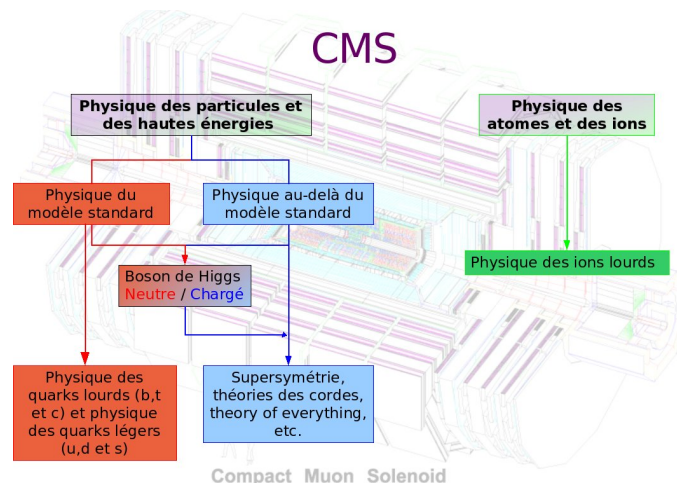 CMS
Physique des particules et
des hautes énergies
Physique des
atomes et des ions
Physique du
modèle standard
Physique au-delà du
modèle standard
Boson de Higgs
Neutre / Chargé
Physique des ions lourds
Physique des
quarks lourds (b,t
et c) et physique
des quarks légers
(u,d et s)
Supersymétrie,
théories des cordes,
theory of everything,
etc.
Compact Muon Solenoid